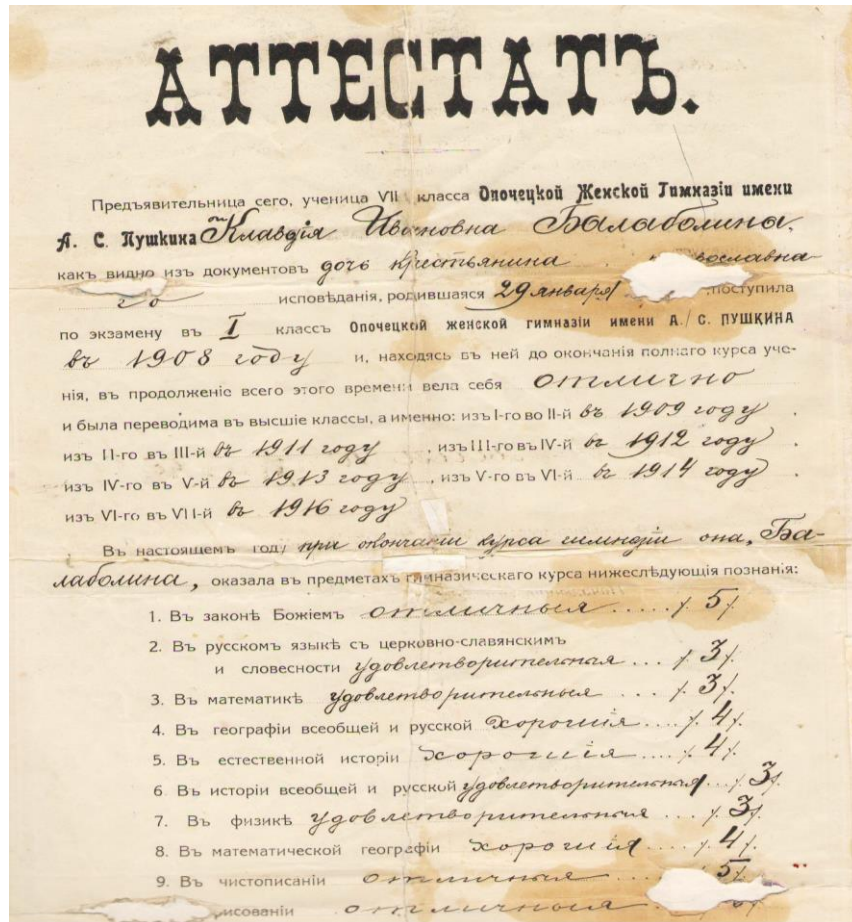 АТТЕСТАТЪ.
Предъявительница сего, ученица VII класса Опочецкой Женской Гимназіи имени
А. С. Пушкина Клавдія Ивановна Балаболина,
какъ видно изъ документовъ дочь крестьянина
исповѣданія, родившаяся 29 января поступила
по экзамену въ I классъ Опочецкой женской гимназіи имени А. С. ПУШКИНА
въ 1908 году и, находясь въ ней до окончанія полнаго курса уче-
нія, въ продолженіе всего этого времени вела себя отлично
и была переводима въ высшіе классы, а именно: изъ I-го во II-й въ 1909 году .
изъ II-го въ III-й въ 1911 году , изъ III-го въ IV-й въ 1912 году .
изъ IV-го въ V-й въ 1913 году , изъ V-го въ VI-й въ 1914 году .
изъ VI-го въ VII-й въ 1916 году
Въ настоящемъ году при окончаніи курса гимназіи она, Ба-
лаболина, оказала въ предметахъ гимназическаго курса нижеслѣдующія познанія:
1. Въ законѣ Божіемъ отличныя ..... /. 5 /.
2. Въ русскомъ языкѣ съ церковно-славянскимъ
и словесности удовлетворительныя ... /. 3 /.
3. Въ математикѣ удовлетворительныя ... /. 3 /.
4. Въ географіи всеобщей и русской хорошія .... /. 4 /.
5. Въ естественной исторіи хорошія .... /. 4 /.
6. Въ исторіи всеобщей и русской удовлетворительныя ... /. 3 /.
7. Въ физикѣ удовлетворительныя ... /. 3 /.
8. Въ математической географіи хорошія .... /. 4 /.
9. Въ чистописаніи отличныя .... 5 /.
отличныя